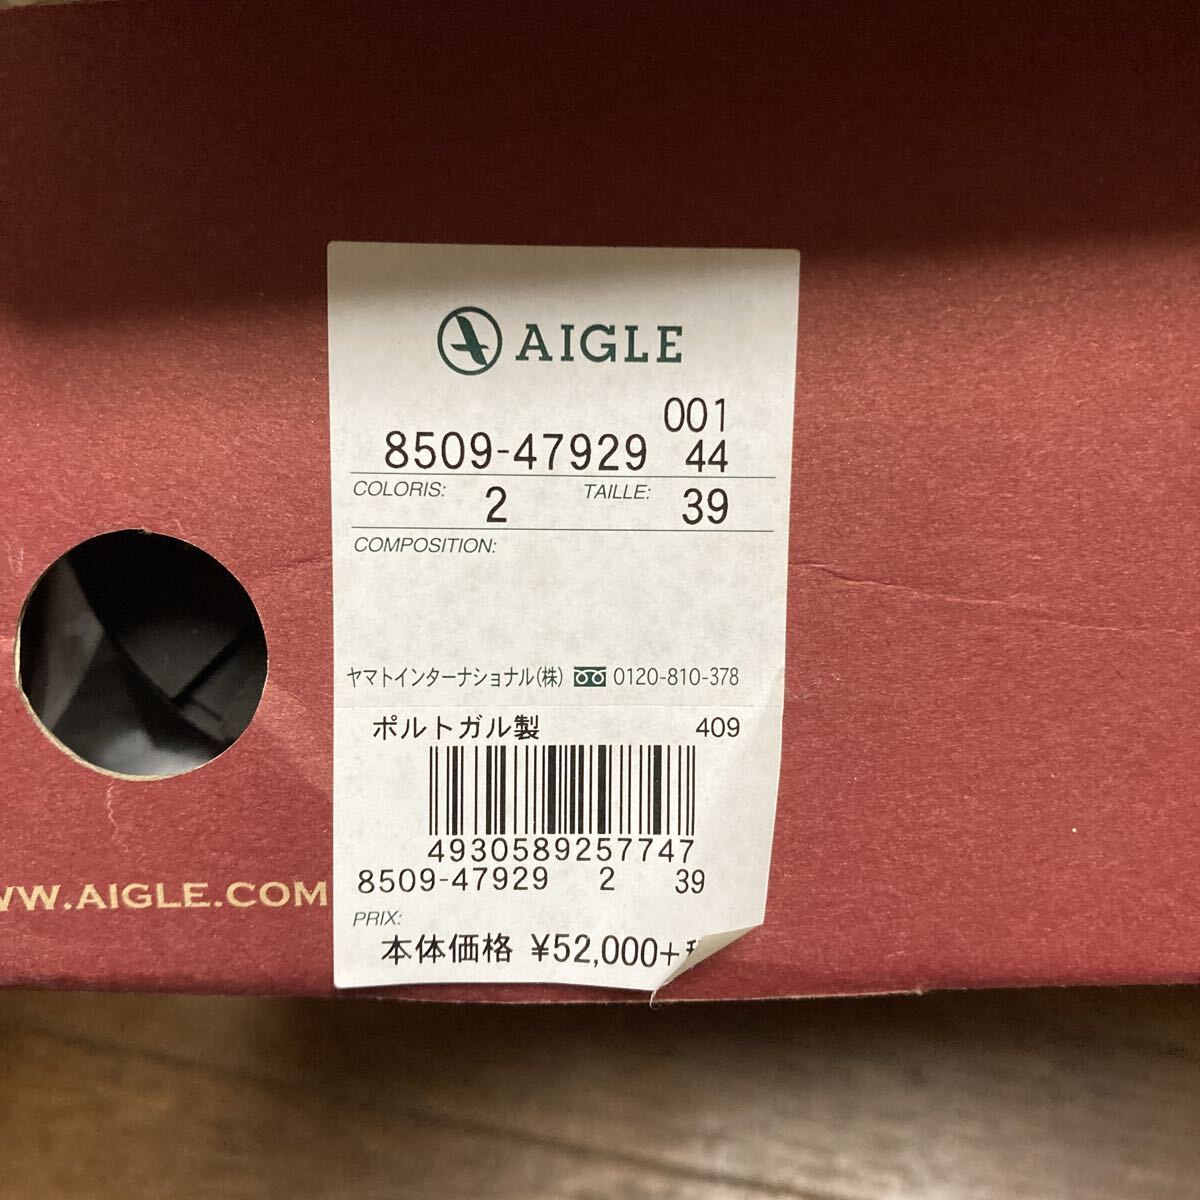 AIGLE
001
8509-47929 44
COLORIS: 2 TAILLE: 39
COMPOSITION:
ヤマトインターナショナル(株) 0120-810-378
ポルトガル製 409
4930589257747
8509-47929 2 39
PRIX:
本体価格 ¥52,000+
WW.AIGLE.COM